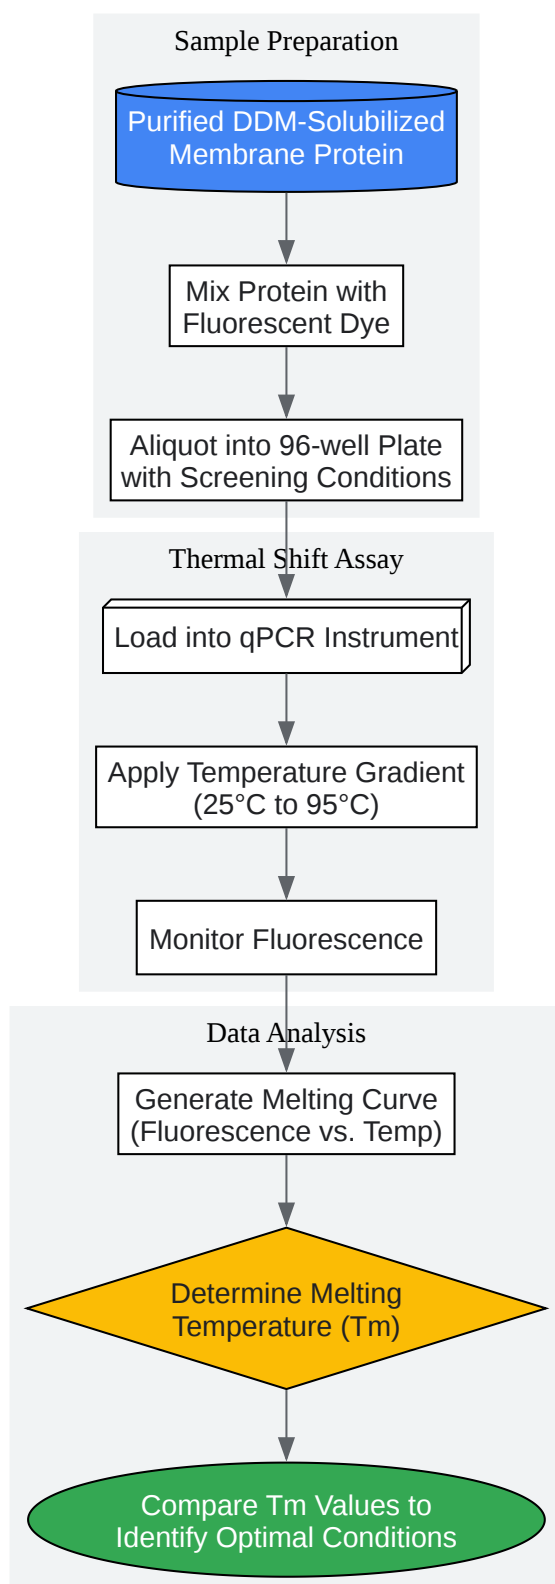 Sample Preparation
Purified DDM-Solubilized
Membrane Protein
Mix Protein with
Fluorescent Dye
Aliquot into 96-well Plate
with Screening Conditions
Thermal Shift Assay
Load into qPCR Instrument
Apply Temperature Gradient
(25°C to 95°C)
Monitor Fluorescence
Data Analysis
Generate Melting Curve
(Fluorescence vs. Temp)
Determine Melting
Temperature (Tm)
Compare Tm Values to
Identify Optimal Conditions